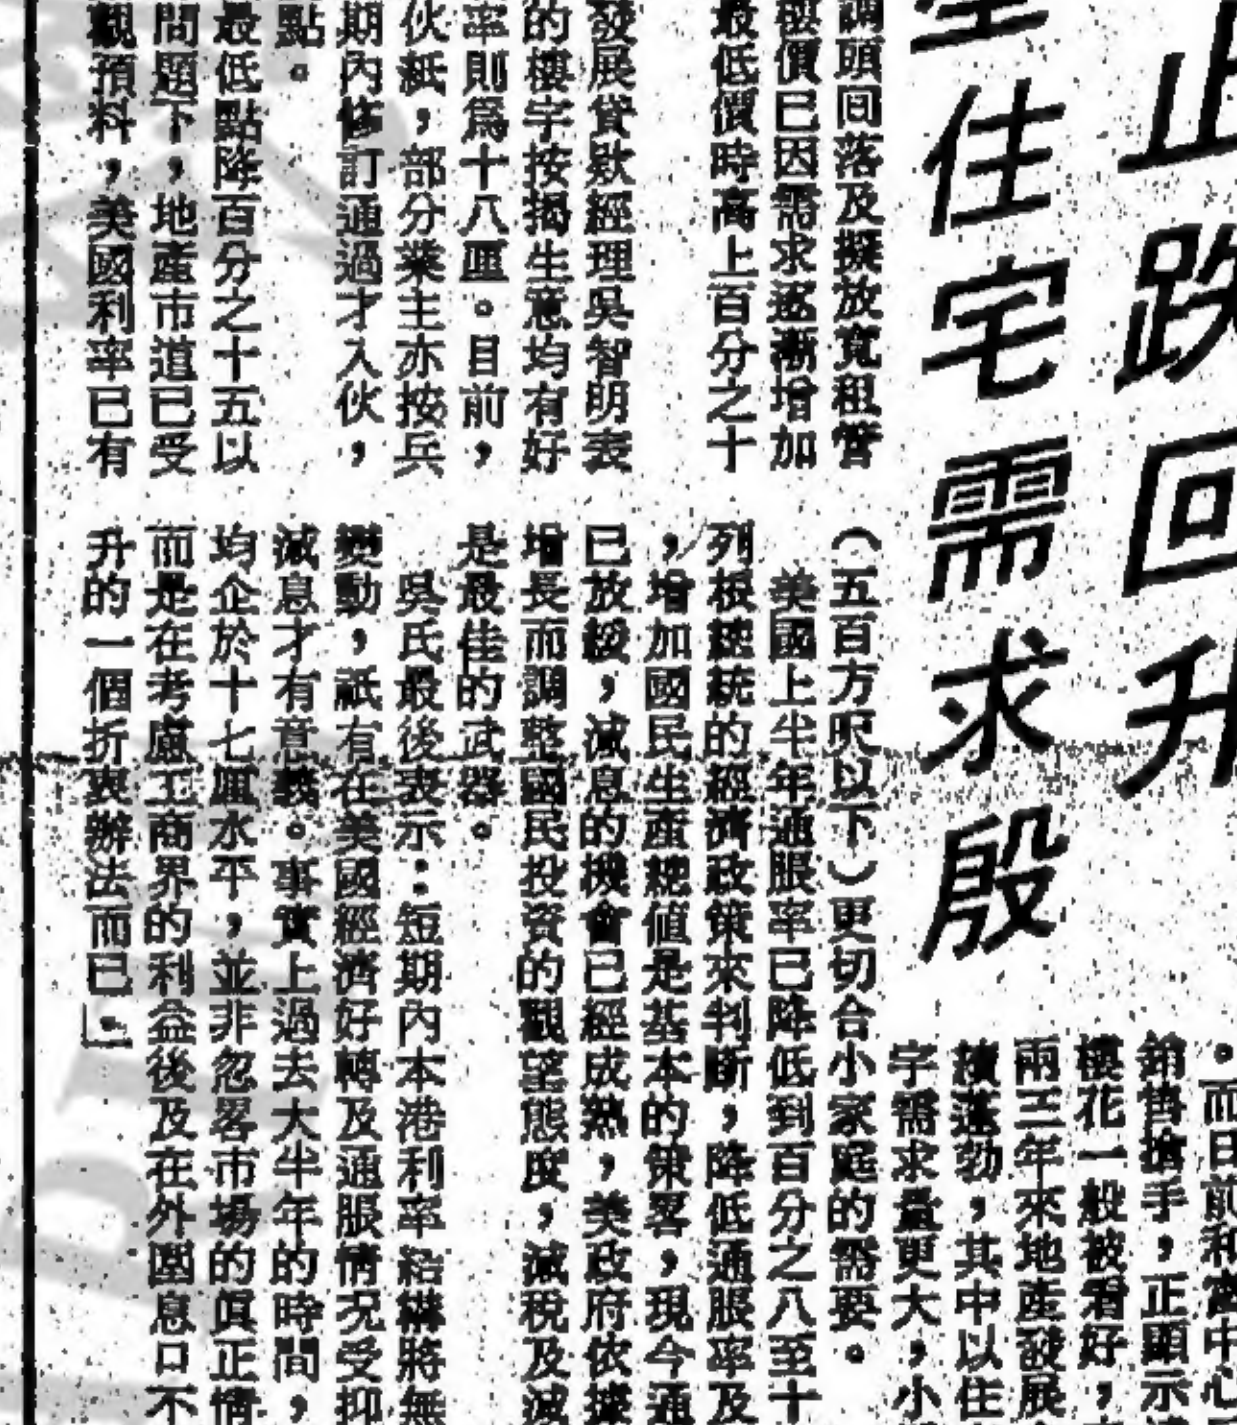 止跌回升
住宅需求殷
調頭回落及擬放寬租管
樓價已因需求逐漸增加
最低價時高上百分之十
發展貸欵經理吳智明表
的樓宇按揭生意均有好
率則為十八厘。目前,
伙紙,部分業主亦按兵
期內修訂通過才入伙,
點。
最低點降百分之十五以
問題下,地產市道已受
觀預料,美國利率已有
。而日前和富中心
銷售搶手,正顯示
樓花一般被看好,
兩三年來地產發展
蓬勃,其中以住
字需求量更大,小
(五百方呎以下)更切合小家庭的需要。
美國上半年通脹率已降低到百分之八至十
列根總統的經濟政策來判斷,降低通脹率及
,增加國民生產總值是基本的策畧,現今通
已放緩,減息的機會已經成熟,美政府依據
增長而調整國民投資的觀望態度,減稅及減
是最佳的武器。
吳氏最後表示:短期內本港利率結構將無
變動,祇有在美國經濟好轉及通脹情况受抑
減息才有意義。事實上過去大半年的時間,
均企於十七厘水平,並非忽畧市場的真正情
而是在考慮工商界的利益後及在外圍息口不
升的一個折衷辦法而已」。